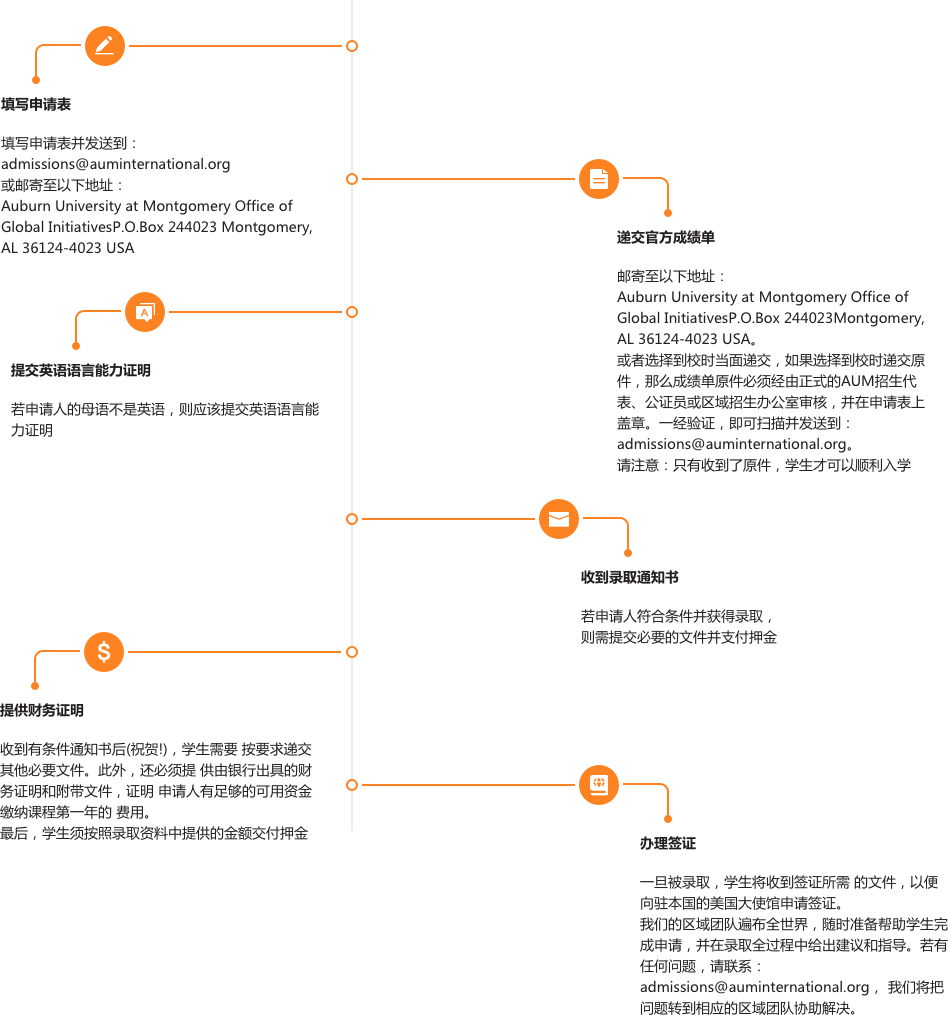 填写申请表
填写申请表并发送到：
admissions@auminternational.org
或邮寄至以下地址：
Auburn University at Montgomery Office of
Global InitiativesP.O.Box 244023 Montgomery,
AL 36124-4023 USA
递交官方成绩单
邮寄至以下地址：
Auburn University at Montgomery Office of
Global InitiativesP.O.Box 244023Montgomery,
AL 36124-4023 USA。
或者选择到校时当面递交，如果选择到校时递交原
件，那么成绩单原件必须经由正式的AUM招生代
表、公证员或区域招生办公室审核，并在申请表上
盖章。一经验证，即可扫描并发送到：
admissions@auminternational.org。
请注意：只有收到了原件，学生才可以顺利入学
A
提交英语语言能力证明
若申请人的母语不是英语，则应该提交英语语言能
力证明
收到录取通知书
若申请人符合条件并获得录取，
则需提交必要的文件并支付押金
$
提供财务证明
收到有条件通知书后(祝贺!)，学生需要 按要求递交
其他必要文件。此外，还必须提 供由银行出具的财
务证明和附带文件，证明 申请人有足够的可用资金
缴纳课程第一年的 费用。
最后，学生须按照录取资料中提供的金额交付押金
办理签证
一旦被录取，学生将收到签证所需 的文件，以便
向驻本国的美国大使馆申请签证。
我们的区域团队遍布全世界，随时准备帮助学生完
成申请，并在录取全过程中给出建议和指导。若有
任何问题，请联系：
admissions@auminternational.org， 我们将把
问题转到相应的区域团队协助解决。